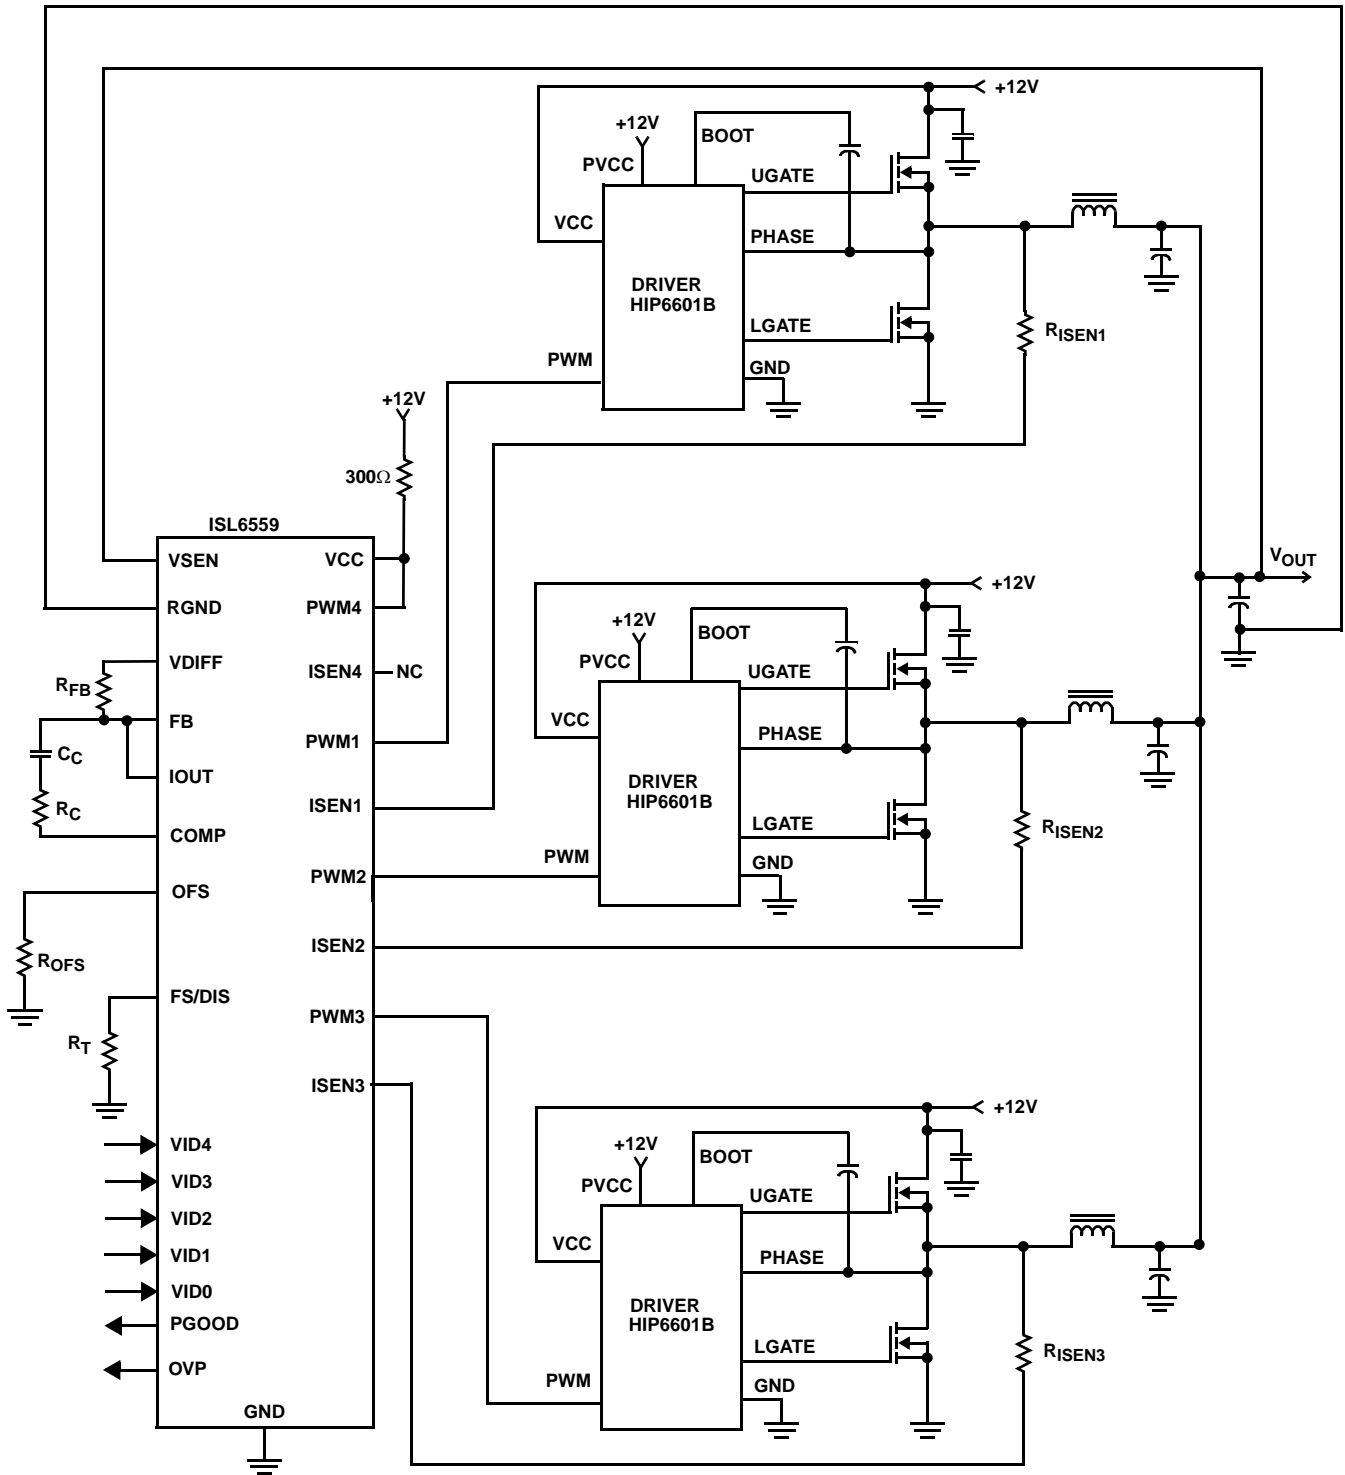 +12V
+12V
BOOT
PVCC
UGATE
VCC
PHASE
DRIVER
HIP6601B
LGATE
RISEN1
PWM
GND
+12V
300Ω
ISL6559
VSEN
VCC
RGND
PWM4
VDIFF
ISEN4
NC
RFB
FB
PWM1
CC
IOUT
ISEN1
RC
COMP
PWM2
OFS
ISEN2
ROFS
FS/DIS
PWM3
RT
ISEN3
VID4
VID3
VID2
VID1
VID0
PGOOD
OVP
GND
VOUT
+12V
+12V
BOOT
PVCC
UGATE
VCC
PHASE
DRIVER
HIP6601B
LGATE
RISEN2
PWM
GND
+12V
+12V
BOOT
PVCC
UGATE
VCC
PHASE
DRIVER
HIP6601B
LGATE
RISEN3
PWM
GND